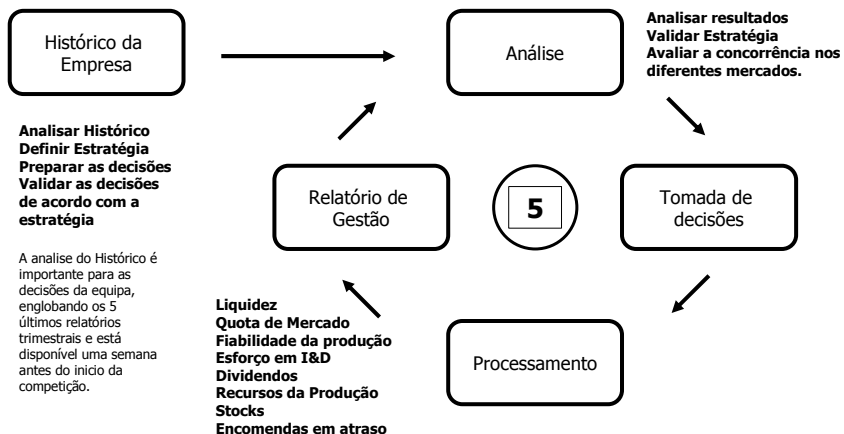 Histórico da
Empresa
Análise
Analisar resultados
Validar Estratégia
Avaliar a concorrência nos
diferentes mercados.
Analisar Histórico
Definir Estratégia
Preparar as decisões
Validar as decisões
de acordo com a
estratégia
Relatório de
Gestão
5
Tomada de
decisões
A analise do Histórico é
importante para as
decisões da equipa,
englobando os 5
últimos relatórios
trimestrais e está
disponível uma semana
antes do inicio da
competição.
Liquidez
Quota de Mercado
Fiabilidade da produção
Esforço em I&D
Dividendos
Recursos da Produção
Stocks
Encomendas em atraso
Processamento